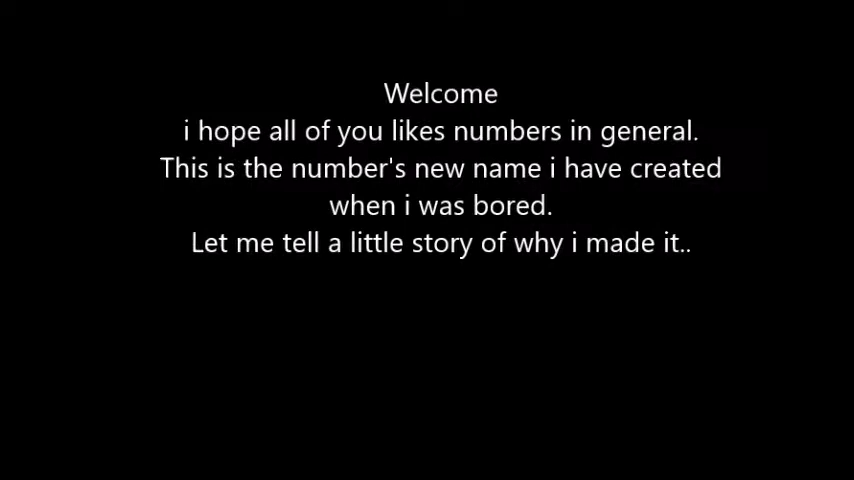 Welcome
i hope all of you likes numbers in general.
This is the number's new name i have created
when i was bored.
Let me tell a little story of why i made it..